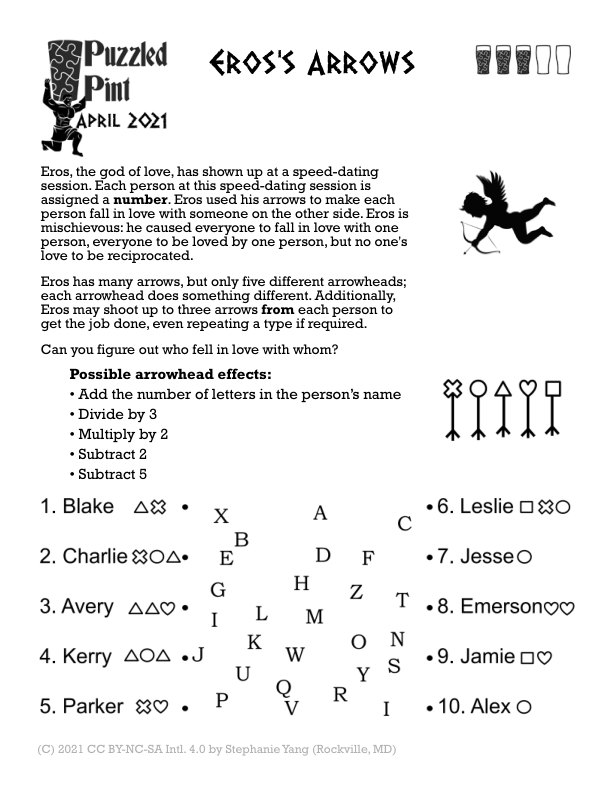 Puzzled
Pint
APRIL 2021
EROS'S ARROWS
Eros, the god of love, has shown up at a speed-dating
session. Each person at this speed-dating session is
assigned a number. Eros used his arrows to make each
person fall in love with someone on the other side. Eros is
mischievous: he caused everyone to fall in love with one
person, everyone to be loved by one person, but no one's
love to be reciprocated.
Eros has many arrows, but only five different arrowheads;
each arrowhead does something different. Additionally,
Eros may shoot up to three arrows from each person to
get the job done, even repeating a type if required.
Can you figure out who fell in love with whom?
Possible arrowhead effects:
• Add the number of letters in the person's name
• Divide by 3
• Multiply by 2
• Subtract 2
• Subtract 5
1. Blake
2. Charlie
3. Avery
4. Kerry
5. Parker
X A C
B
E D F
G H Z T
I L M
K W O N
J U Y S
Q
P V R I
6. Leslie
7. Jesse
8. Emerson
9. Jamie
10. Alex
(C) 2021 CC BY-NC-SA Intl. 4.0 by Stephanie Yang (Rockville, MD)